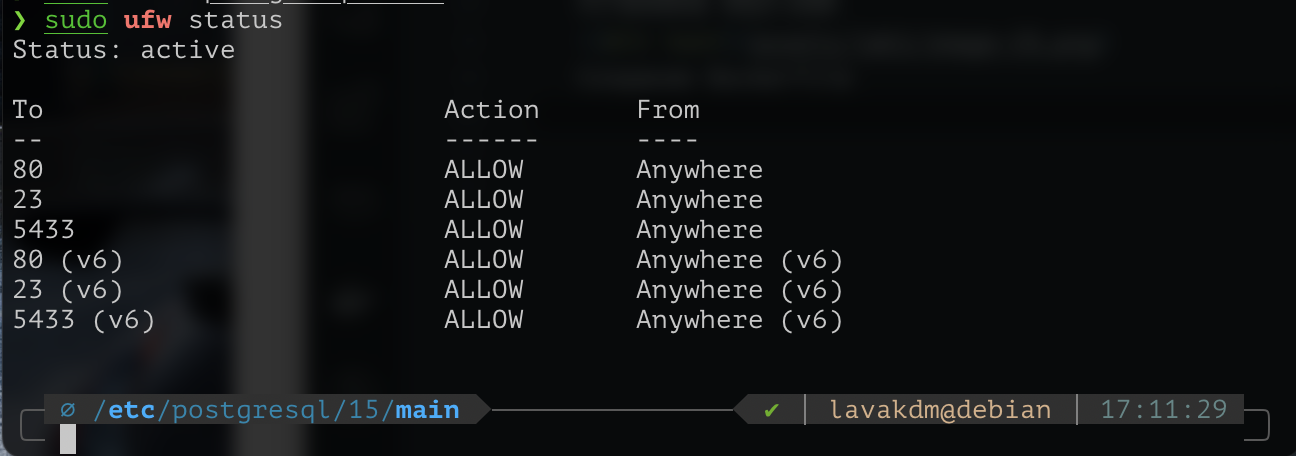 ❯ sudo ufw status
Status: active
To Action From
-- ------ ----
80 ALLOW Anywhere
23 ALLOW Anywhere
5433 ALLOW Anywhere
80 (v6) ALLOW Anywhere (v6)
23 (v6) ALLOW Anywhere (v6)
5433 (v6) ALLOW Anywhere (v6)
∅ /etc/postgresql/15/main ✔ lavakdm@debian 17:11:29